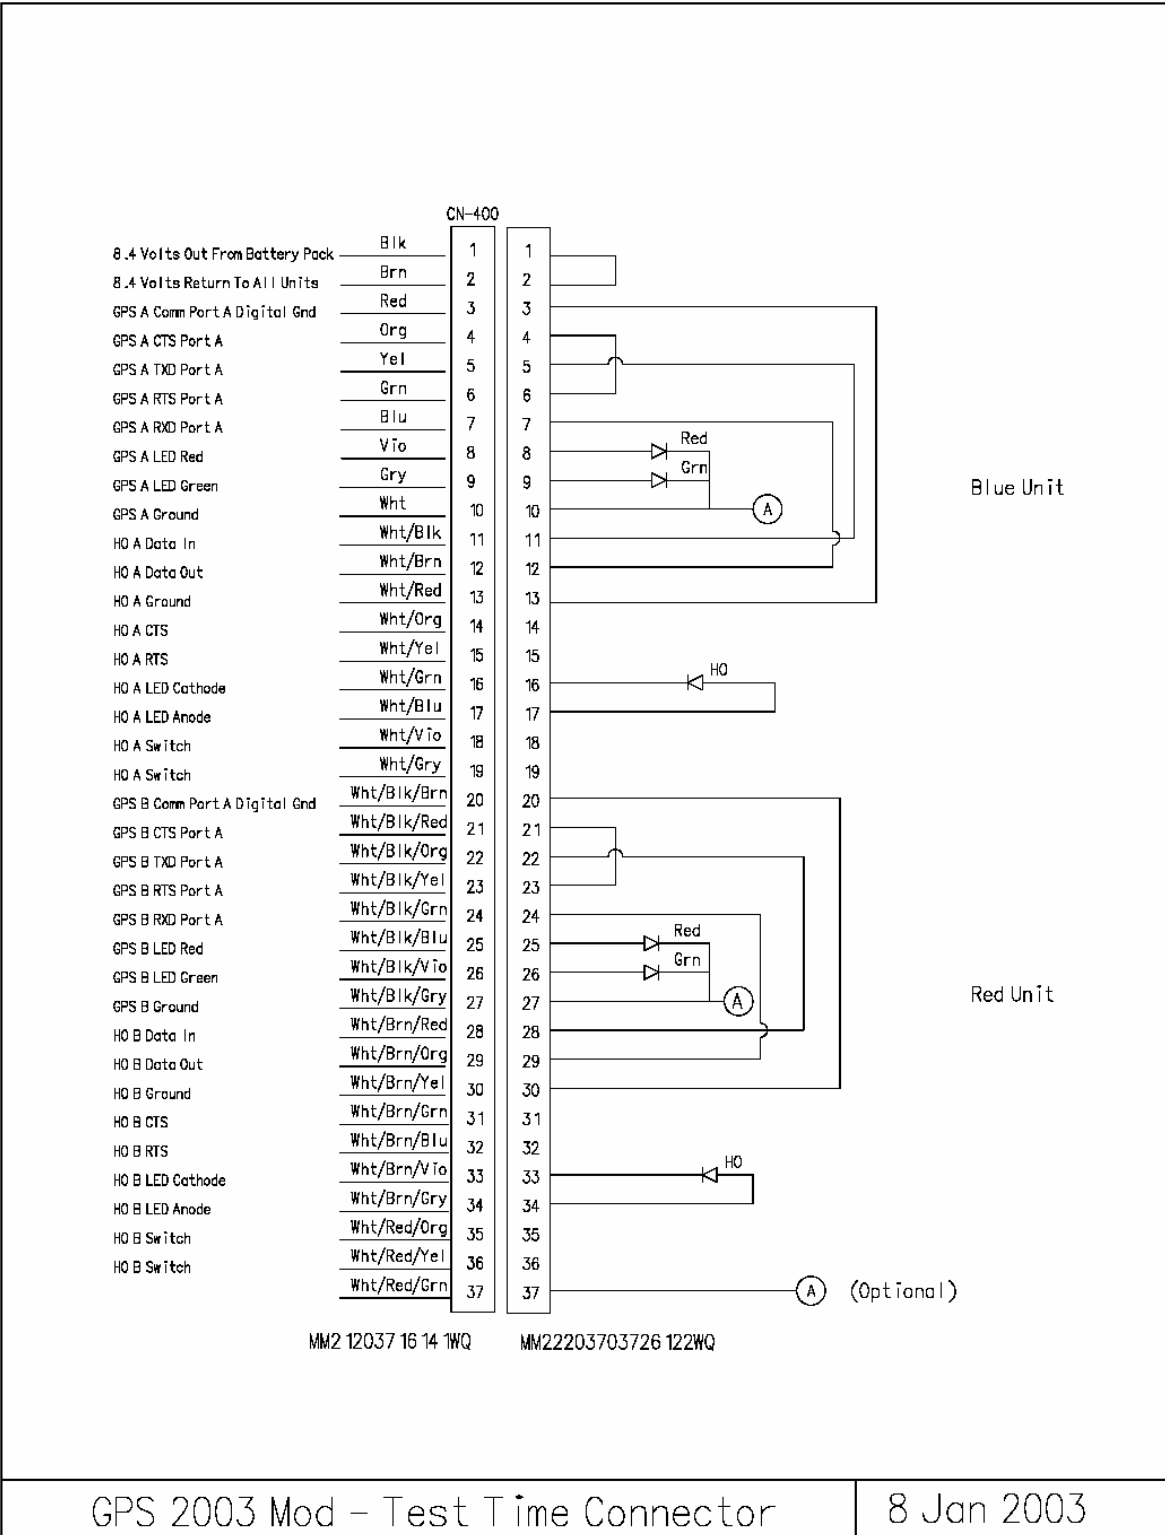 CN-400
8.4 Volts Out From Battery Pack Blk 1 1
8.4 Volts Return To All Units Brn 2 2
GPS A Comm Port A Digital Gnd Red 3 3
GPS A CTS Port A Org 4 4
GPS A TXD Port A Yel 5 5
GPS A RTS Port A Grn 6 6
GPS A RXD Port A Blu 7 7
GPS A LED Red Vio 8 8 Red
GPS A LED Green Gry 9 9 Grn
Blue Unit
GPS A Ground Wht 10 10 A
HO A Data In Wht/Blk 11 11
HO A Data Out Wht/Brn 12 12
HO A Ground Wht/Red 13 13
HO A CTS Wht/Org 14 14
HO A RTS Wht/Yel 15 15
HO A LED Cathode Wht/Grn 16 16 HO
HO A LED Anode Wht/Blu 17 17
HO A Switch Wht/Vio 18 18
HO A Switch Wht/Gry 19 19
GPS B Comm Port A Digital Gnd Wht/Blk/Brn 20 20
GPS B CTS Port A Wht/Blk/Red 21 21
GPS B TXD Port A Wht/Blk/Org 22 22
GPS B RTS Port A Wht/Blk/Yel 23 23
GPS B RXD Port A Wht/Blk/Grn 24 24
GPS B LED Red Wht/Blk/Blu 25 25 Red
GPS B LED Green Wht/Blk/Vio 26 26 Grn
Red Unit
GPS B Ground Wht/Blk/Gry 27 27 A
HO B Data In Wht/Brn/Red 28 28
HO B Data Out Wht/Brn/Org 29 29
HO B Ground Wht/Brn/Yel 30 30
HO B CTS Wht/Brn/Grn 31 31
HO B RTS Wht/Brn/Blu 32 32
HO B LED Cathode Wht/Brn/Vio 33 33 HO
HO B LED Anode Wht/Brn/Gry 34 34
HO B Switch Wht/Red/Org 35 35
HO B Switch Wht/Red/Yel 36 36
Wht/Red/Grn 37 37 A (Optional)
MM2 12037 16 14 1WQ MM22203703726 122WQ
GPS 2003 Mod - Test Time Connector 8 Jan 2003